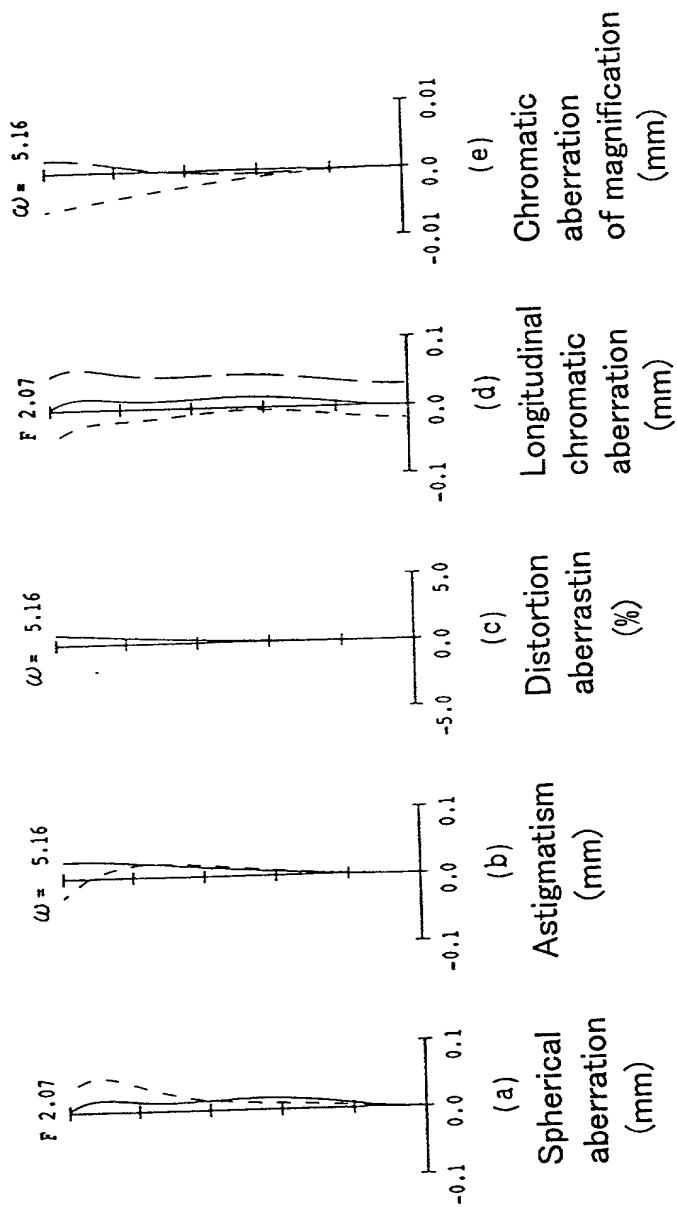 F 2.07
-0.1
0.0
0.1
(a)
Spherical
aberration
(mm)
ω= 5.16
-0.1
0.0
0.1
(b)
Astigmatism
(mm)
ω= 5.16
-5.0
0.0
5.0
(c)
Distortion
aberrastin
(%)
F 2.07
-0.1
0.0
0.1
(d)
Longitudinal
chromatic
aberration
(mm)
ω= 5.16
-0.01
0.0
0.01
(e)
Chromatic
aberration
of magnification
(mm)